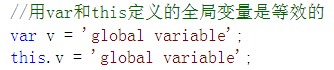 //用var和this定义的全局变量是等效的
var v = 'global variable';
this.v = 'global variable';